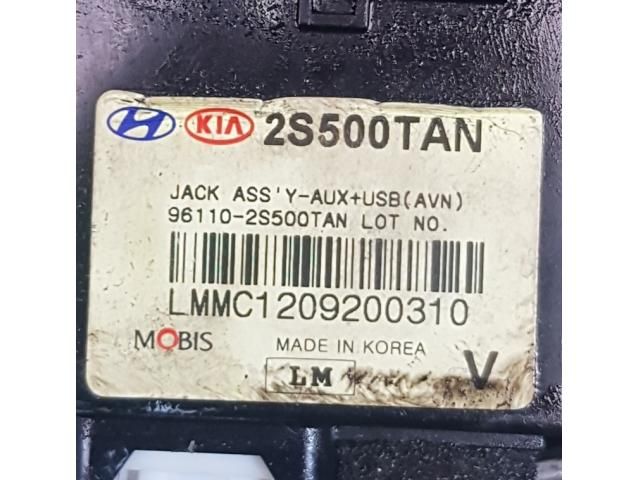 KIA 2S500TAN
JACK ASS'Y-AUX+USB(AVN)
96110-2S500TAN LOT NO.
LMMC1209200310
MOBIS MADE IN KOREA
LM V